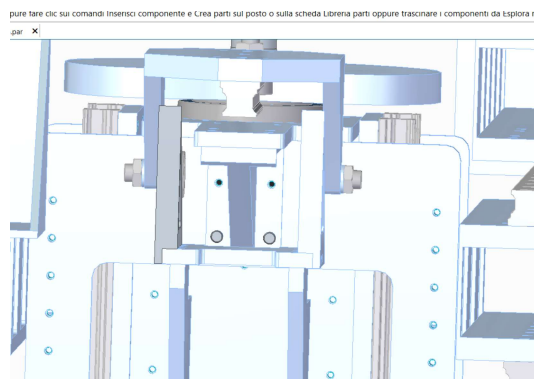 pure fare clic sui comandi Inserisci componente e Crea parti sul posto o sulla scheda Libreria parti oppure trascinare i componenti da Esplora
.par